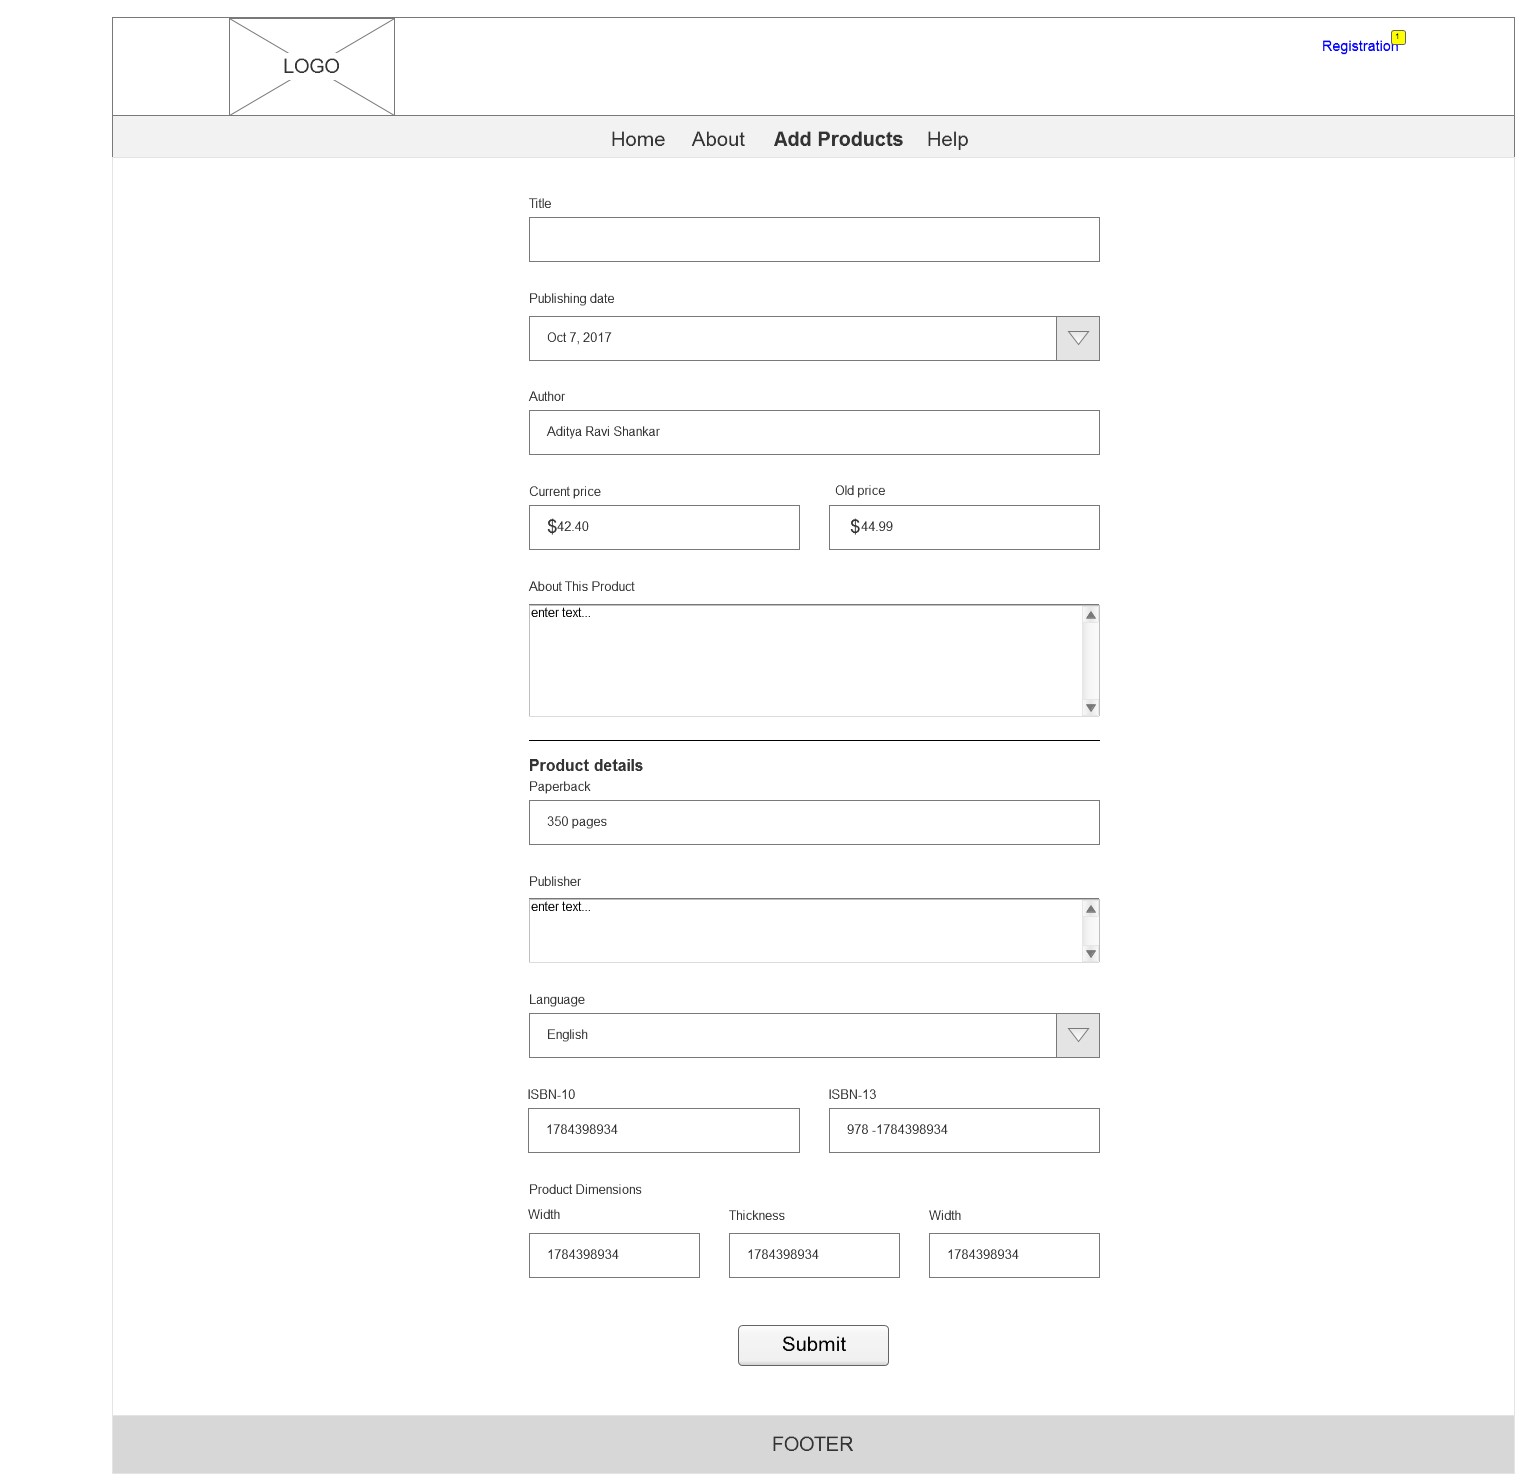 LOGO
Registration
1
Home About Add Products Help
Title
Publishing date
Oct 7, 2017
Author
Aditya Ravi Shankar
Current price Old price
$42.40 $44.99
About This Product
enter text...
Product details
Paperback
350 pages
Publisher
enter text...
Language
English
ISBN-10 ISBN-13
1784398934 978 -1784398934
Product Dimensions
Width Thickness Width
1784398934 1784398934 1784398934
Submit
FOOTER